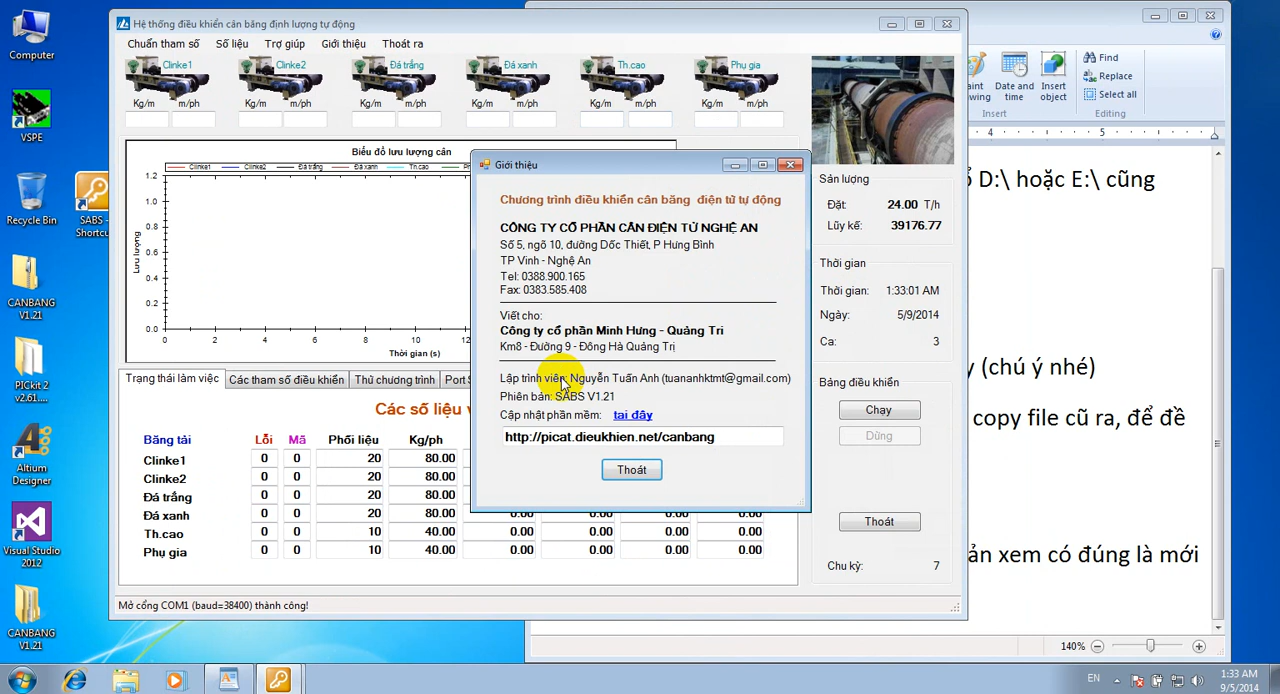 Computer
VSPE
Recycle Bin
SABS -
Shortcu
CANBANG
V1.21
PICkit 2
v2.61....
Altium
Designer
Visual Studio
2012
CANBANG
V1.21
Hệ thống điều khiển cân băng định lượng tự động
Chuẩn tham số Số liệu Trợ giúp Giới thiệu Thoát ra
Clinke1 Clinke2 Đá trắng Đá xanh Th.cao Phụ gia
Kg/m m/ph Kg/m m/ph Kg/m m/ph Kg/m m/ph Kg/m m/ph Kg/m m/ph
Biểu đồ lưu lượng cân
Clinke1 Clinke2 Đá trắng Đá xanh Th.cao
Lưu lượng
1.2
1.0
0.8
0.6
0.4
0.2
0.0
0 2 4 6 8 10
Thời gian (s)
Trạng thái làm việc Các tham số điều khiển Thử chương trình Port
Các số liệu
Băng tải Lỗi Mã Phối liệu Kg/ph
Clinke1 0 0 20 80.00
Clinke2 0 0 20 80.00
Đá trắng 0 0 20 80.00
Đá xanh 0 0 20 80.00 0.00 0.00 0.00 0.00
Th.cao 0 0 10 40.00 0.00 0.00 0.00 0.00
Phụ gia 0 0 10 40.00 0.00 0.00 0.00 0.00
Mở cổng COM1 (baud=38400) thành công!
Giới thiệu
Chương trình điều khiển cân băng điện tử tự động
CÔNG TY CỔ PHẦN CÂN ĐIỆN TỬ NGHỆ AN
Số 5, ngõ 10, đường Dốc Thiết, P Hưng Bình
TP Vinh - Nghệ An
Tel: 0388.900.165
Fax: 0383.585.408
Viết cho:
Công ty cổ phần Minh Hưng - Quảng Trị
Km8 - Đường 9 - Đông Hà Quảng Trị
Lập trình viên: Nguyễn Tuấn Anh (tuananhktmt@gmail.com)
Phiên bản: SABS V1.21
Cập nhật phần mềm: tại đây
http://picat.dieukhien.net/canbang
Thoát
Sản lượng
Đặt: 24.00 T/h
Lũy kế: 39176.77
Thời gian
Thời gian: 1:33:01 AM
Ngày: 5/9/2014
Ca: 3
Bảng điều khiển
Chạy
Dừng
Thoát
Chu kỳ: 7
Date and
time
Insert
object
Insert
Find
Replace
Select all
Editing
4 5
D:\ hoặc E:\ cũng
(chú ý nhé)
copy file cũ ra, để đề
xem có đúng là mới
140%
EN
1:33 AM
9/5/2014